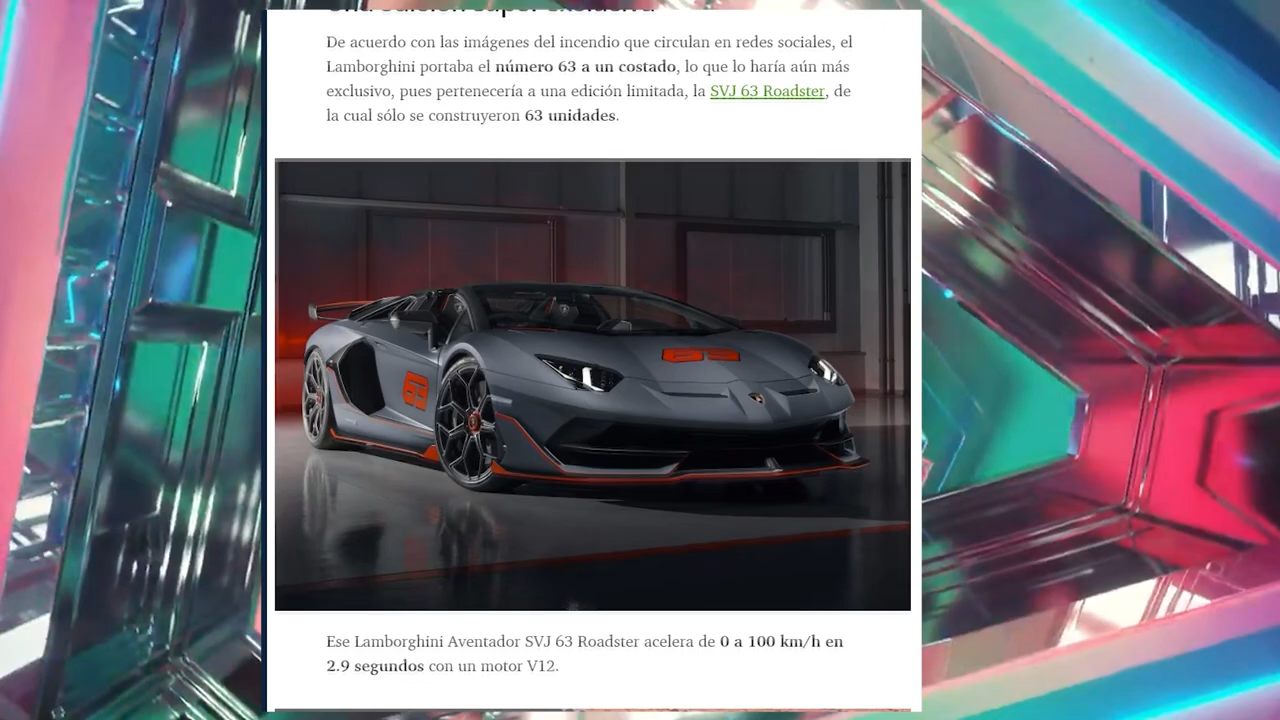 De acuerdo con las imágenes del incendio que circulan en redes sociales, el
Lamborghini portaba el número 63 a un costado, lo que lo haría aún más
exclusivo, pues pertenecería a una edición limitada, la SVJ 63 Roadster, de
la cual sólo se construyeron 63 unidades.
63
63
Ese Lamborghini Aventador SVJ 63 Roadster acelera de 0 a 100 km/h en
2.9 segundos con un motor V12.